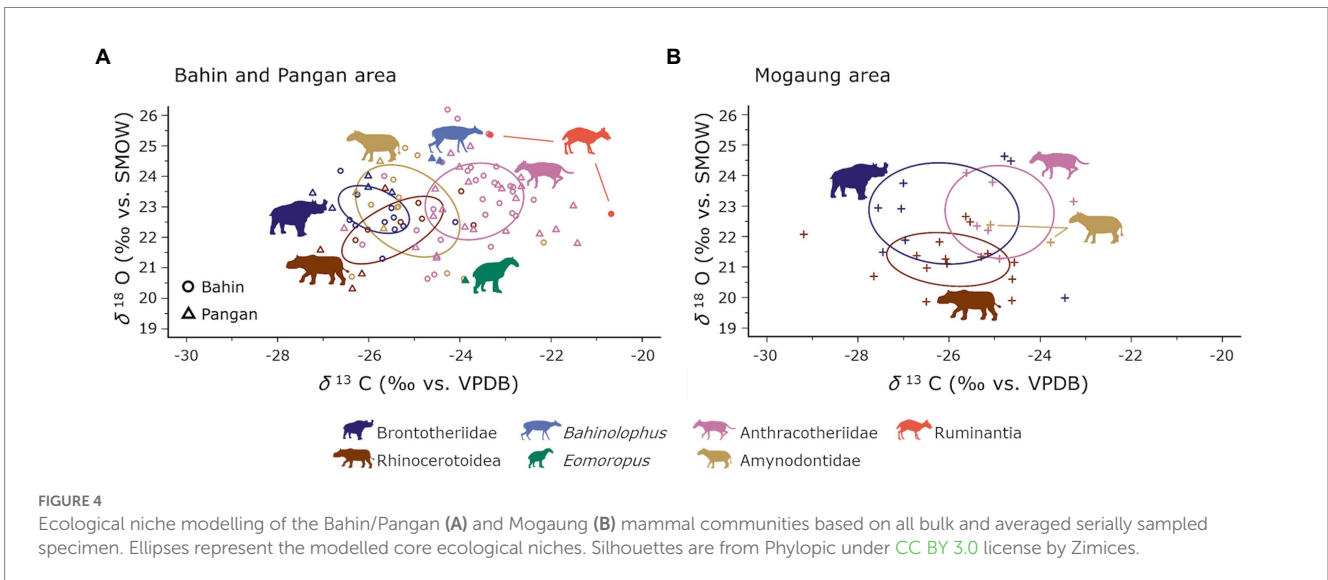 A
Bahin and Pangan area
δ 18 O (‰ vs. SMOW)
26
25
24
23
22
21
20
19
Bahin
Pangan
-30
-28
-26
-24
-22
-20
δ 13 C (‰ vs. VPDB)
B
Mogaung area
δ 18 O (‰ vs. SMOW)
26
25
24
23
22
21
20
19
-30
-28
-26
-24
-22
-20
δ 13 C (‰ vs. VPDB)
Brontotheriidae
Bahinolophus
Anthracotheriidae
Ruminantia
Rhinocerotoidea
Eomoropus
Amynodontidae
FIGURE 4
Ecological niche modelling of the Bahin/Pangan (A) and Mogaung (B) mammal communities based on all bulk and averaged serially sampled
specimen. Ellipses represent the modelled core ecological niches. Silhouettes are from Phylopic under CC BY 3.0 license by Zimices.